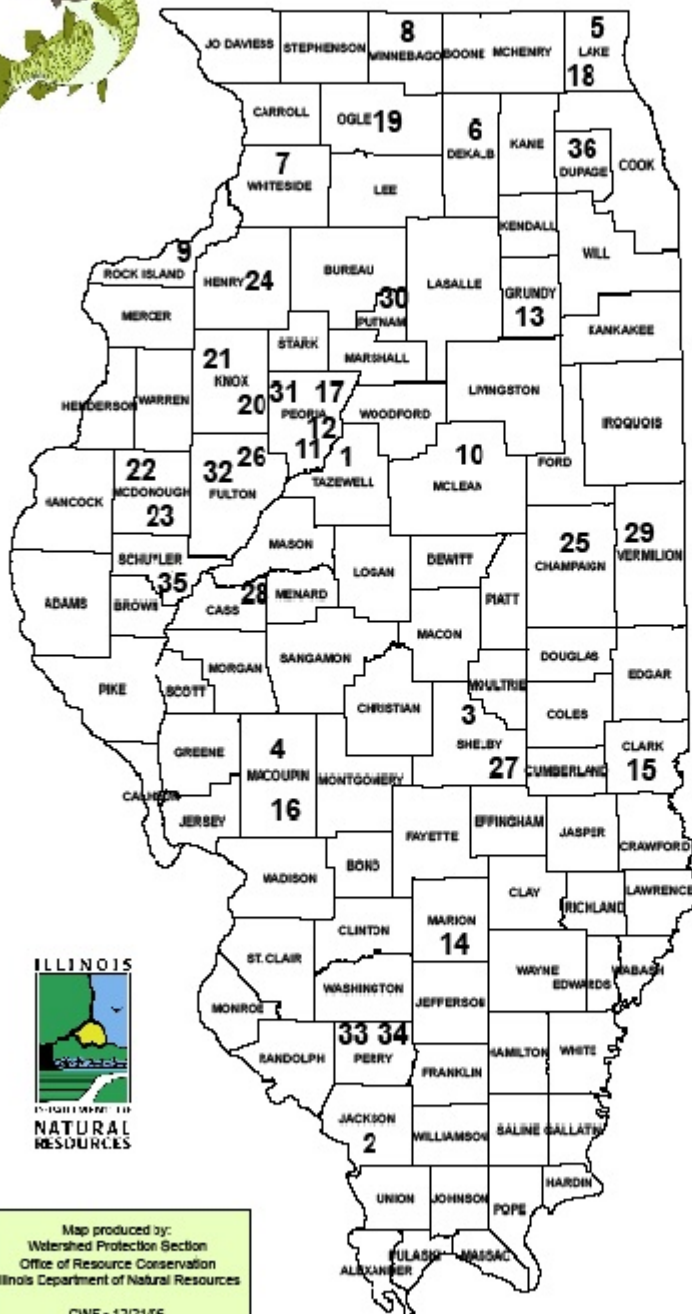 JO DAVIESS STEPHENSON 8 WINNEBAGO BOONE MCHENRY 5 LAKE 18
CARROLL OGLE 19 6 DEKALB KANE 36 DUPAGE COOK
7 WHITESIDE LEE KENDALL WILL
9 ROCK ISLAND HENRY 24 BUREAU LASALLE GRUNDY 13
MERCER 30 PUTNAM KANKAKEE
STARK MARSHALL
HENDERSON WARREN 21 KNOX 20 31 17 PEORIA 12 11 WOODFORD LIVINGSTON IROQUOIS
HANCOCK 22 MCDONOUGH 23 32 26 FULTON 1 TAZEWELL 10 MCLEAN FORD
MASON LOGAN DEWITT 25 CHAMPAIGN 29 VERMILION
ADAMS SCHUYLER 35 BROWN CASS 28 MENARD PIATT
MACON DOUGLAS
PIKE SCOTT MORGAN SANGAMON CHRISTIAN MOULTRIE EDGAR
3 SHELBY 27 COLES
GREENE 4 MACOUPIN 16 MONTGOMERY CUMBERLAND CLARK 15
CALHOUN JERSEY
FAYETTE EFFINGHAM JASPER CRAWFORD
MADISON BOND CLAY RICHLAND LAWRENCE
CLINTON MARION 14
ST. CLAIR WAYNE EDWARDS WABASH
WASHINGTON JEFFERSON
MONROE
RANDOLPH 33 34 PERRY HAMILTON WHITE
FRANKLIN
JACKSON 2 WILLIAMSON SALINE GALLATIN
UNION JOHNSON POPE HARDIN
ALEXANDER PULASKI MASSAC
ILLINOIS
DEPARTMENT OF
NATURAL
RESOURCES
Map produced by:
Watershed Protection Section
Office of Resource Conservation
Illinois Department of Natural Resources